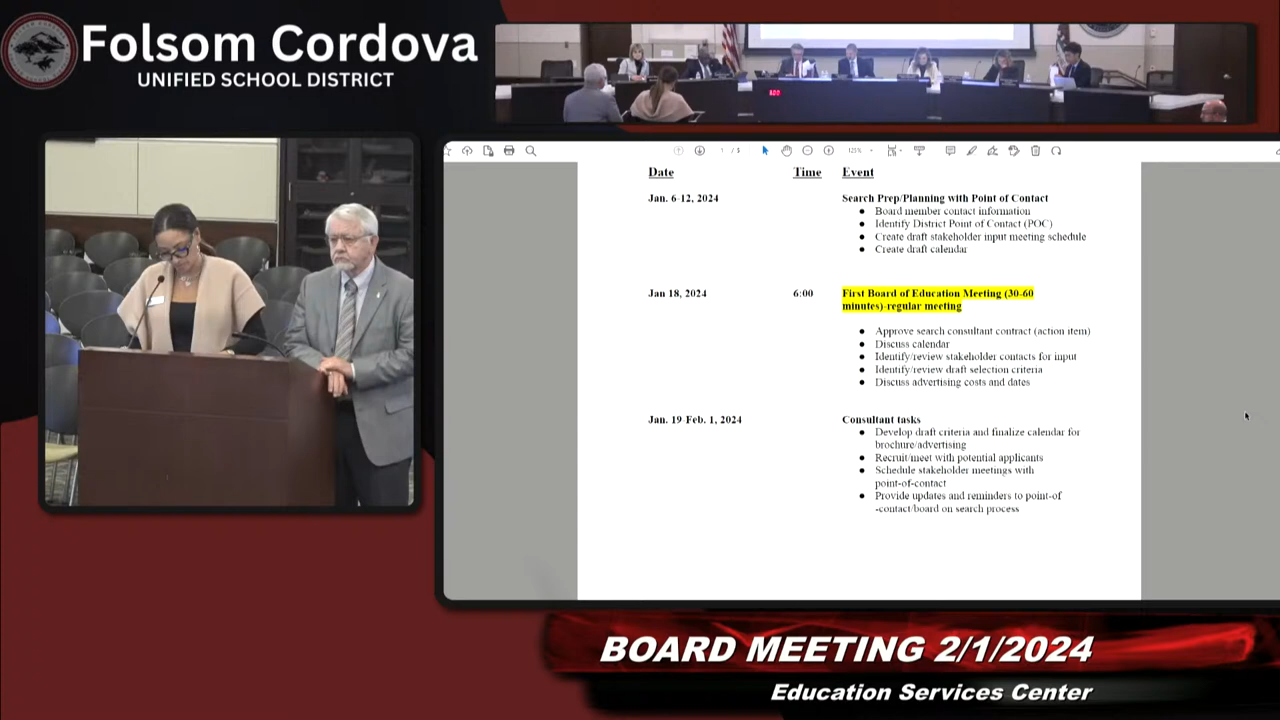 Folsom Cordova
UNIFIED SCHOOL DISTRICT
1 / 3
125%
Date Time Event
Jan. 6-12, 2024 Search Prep/Planning with Point of Contact
● Board member contact information
● Identify District Point of Contact (POC)
● Create draft stakeholder input meeting schedule
● Create draft calendar
Jan 18, 2024 6:00 First Board of Education Meeting (30-60
minutes)-regular meeting
● Approve search consultant contract (action item)
● Discuss calendar
● Identify/review stakeholder contacts for input
● Identify/review draft selection criteria
● Discuss advertising costs and dates
Jan. 19-Feb. 1, 2024 Consultant tasks
● Develop draft criteria and finalize calendar for
brochure/advertising
● Recruit/meet with potential applicants
● Schedule stakeholder meetings with
point-of-contact
● Provide updates and reminders to point-of
-contact/board on search process
BOARD MEETING 2/1/2024
Education Services Center